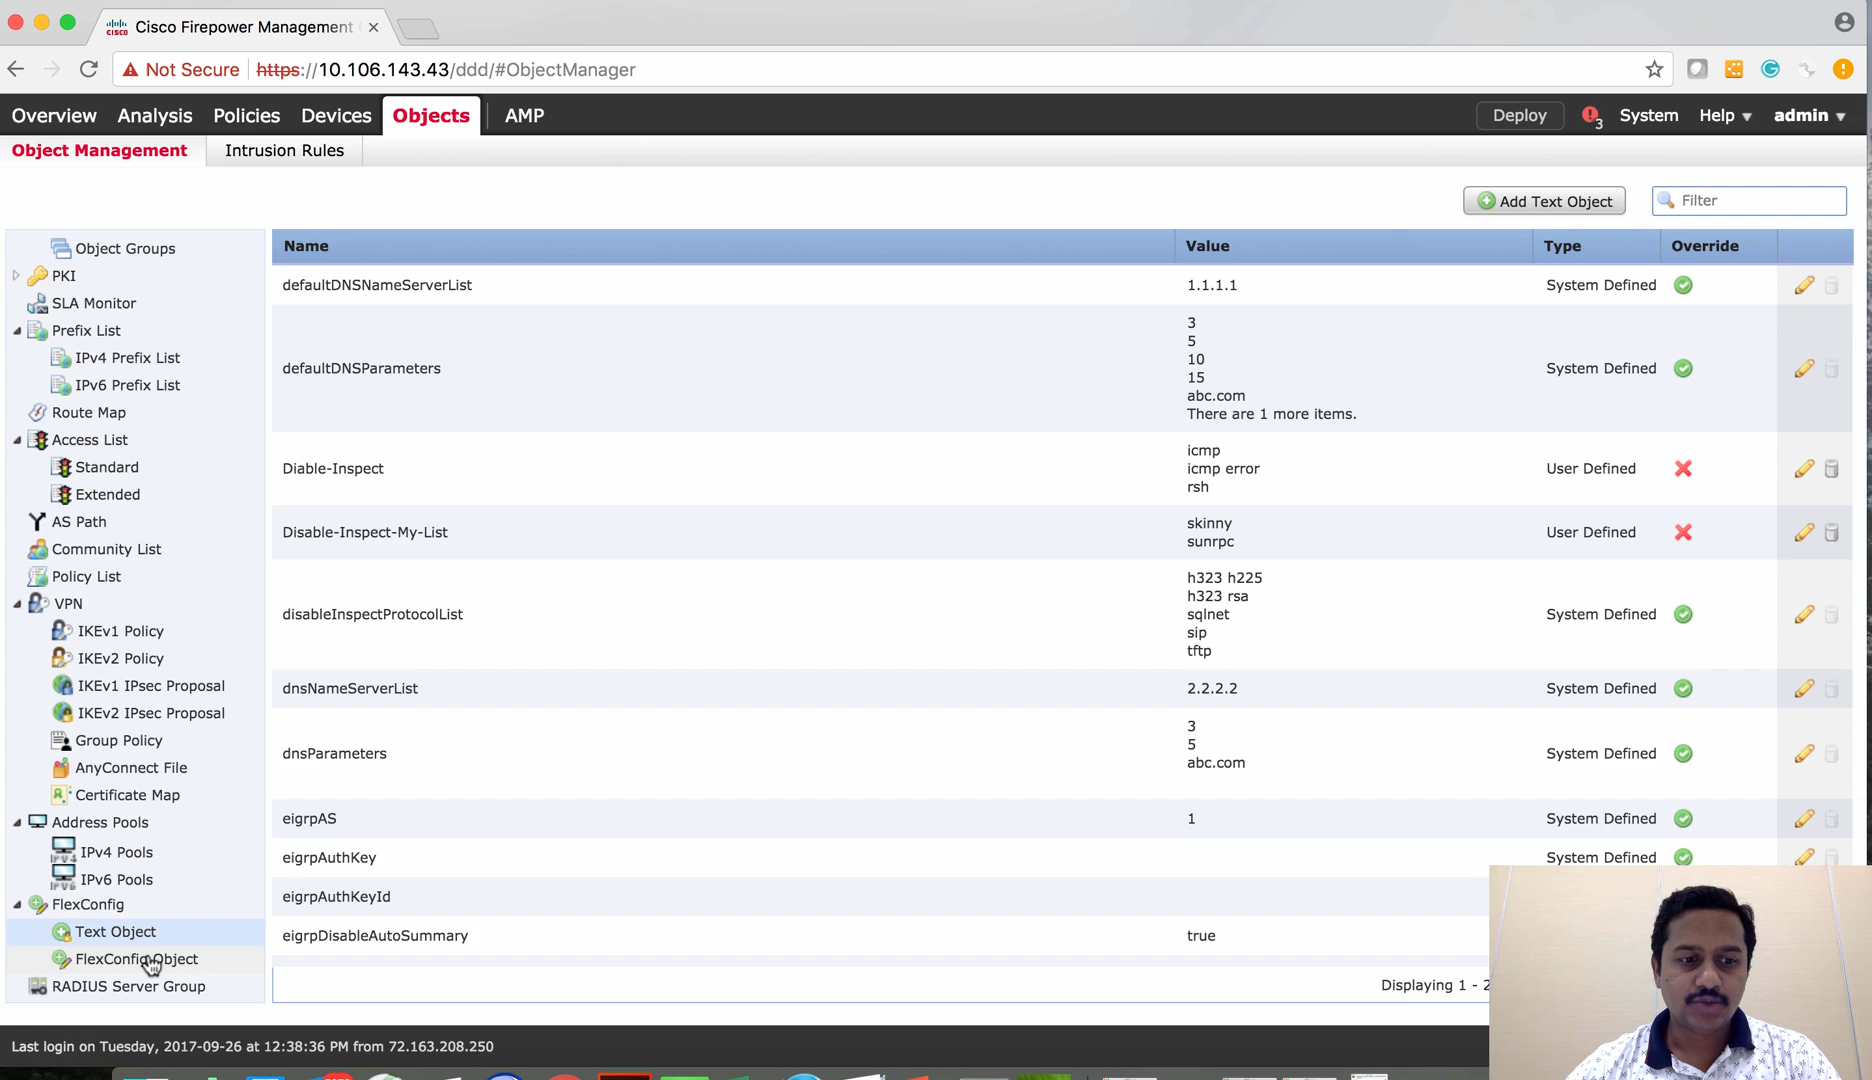 Cisco Firepower Management
Not Secure
https://10.106.143.43/ddd/#ObjectManager
Overview
Analysis
Policies
Devices
Objects
AMP
Deploy
3
System
Help
admin
Object Management
Intrusion Rules
Add Text Object
Filter
Object Groups
PKI
SLA Monitor
Prefix List
IPv4 Prefix List
IPv6 Prefix List
Route Map
Access List
Standard
Extended
AS Path
Community List
Policy List
VPN
IKEv1 Policy
IKEv2 Policy
IKEv1 IPsec Proposal
IKEv2 IPsec Proposal
Group Policy
AnyConnect File
Certificate Map
Address Pools
IPv4 Pools
IPv6 Pools
FlexConfig
Text Object
FlexConfig Object
RADIUS Server Group
Name Value Type Override
defaultDNSNameServerList 1.1.1.1 System Defined
defaultDNSParameters
3
5
10
15
abc.com
There are 1 more items.
System Defined
Diable-Inspect
icmp
icmp error
rsh
User Defined
Disable-Inspect-My-List
skinny
sunrpc
User Defined
disableInspectProtocolList
h323 h225
h323 rsa
sqlnet
sip
tftp
System Defined
dnsNameServerList 2.2.2.2 System Defined
dnsParameters
3
5
abc.com
System Defined
eigrpAS 1 System Defined
eigrpAuthKey System Defined
eigrpAuthKeyId
eigrpDisableAutoSummary true
Displaying 1 - 2
Last login on Tuesday, 2017-09-26 at 12:38:36 PM from 72.163.208.250